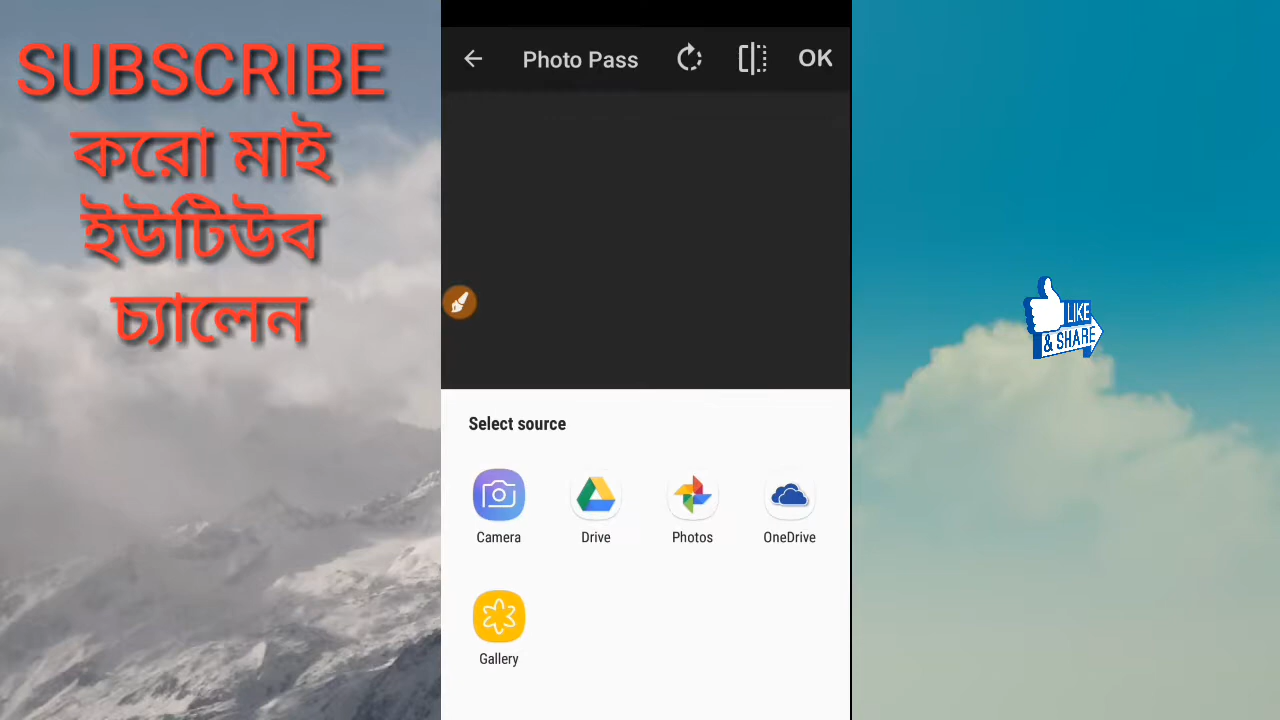 SUBSCRIBE
করো মাই
ইউটিউব
চ্যালেন
Photo Pass
OK
Select source
Camera
Drive
Photos
OneDrive
Gallery
LIKE
& SHARE